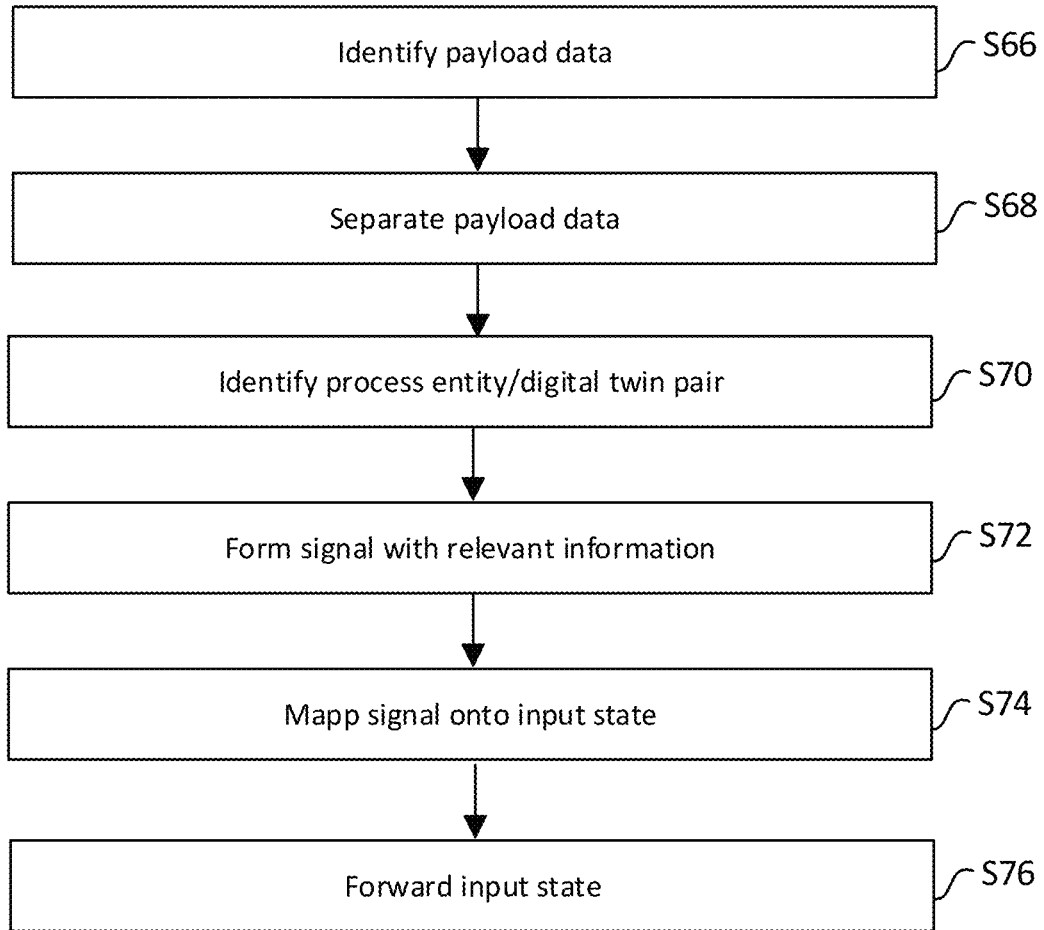 Identify payload data
S66
Separate payload data
S68
Identify process entity/digital twin pair
S70
Form signal with relevant information
S72
Mapp signal onto input state
S74
Forward input state
S76